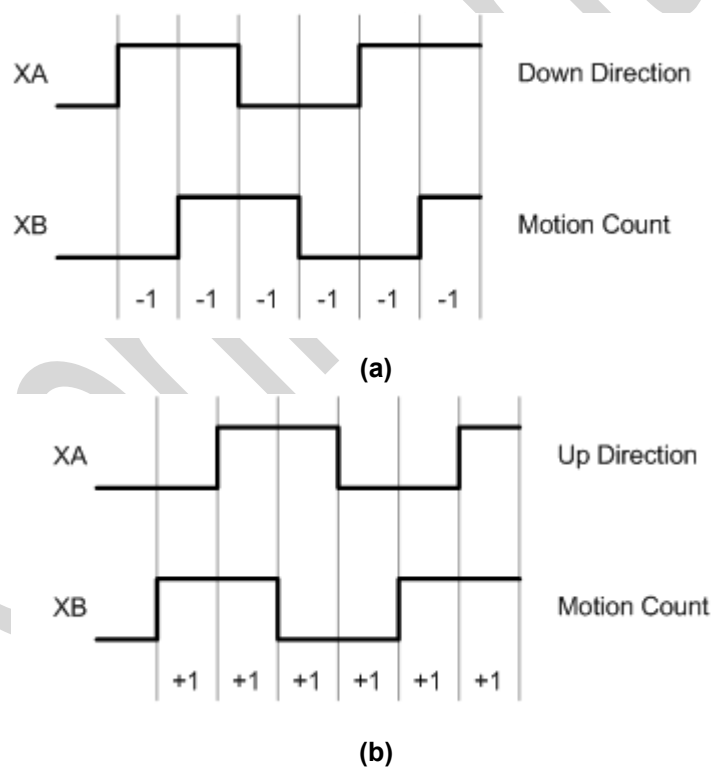 XA Down Direction
XB Motion Count
-1 -1 -1 -1 -1 -1
(a)
XA Up Direction
XB Motion Count
+1 +1 +1 +1 +1 +1
(b)